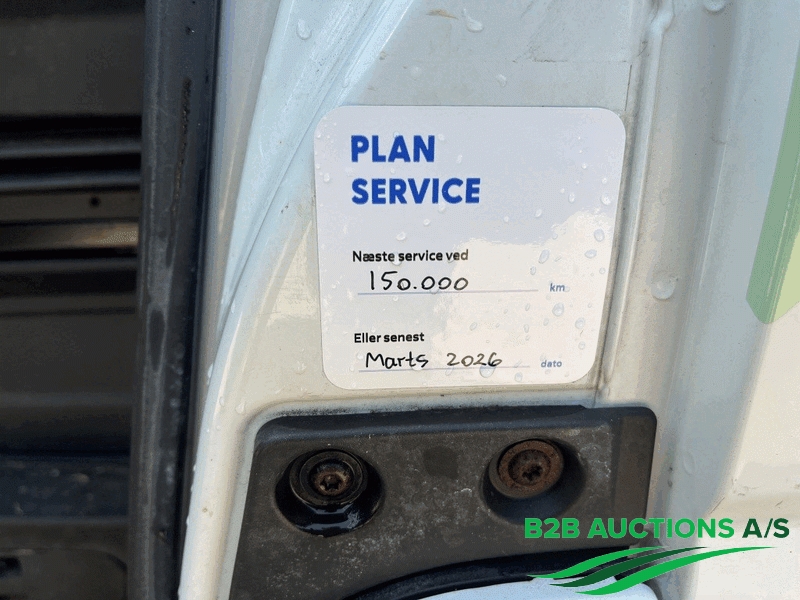 PLAN
SERVICE
Næste service ved
150.000 km
Eller senest
Marts 2026 dato
B2B AUCTIONS A/S